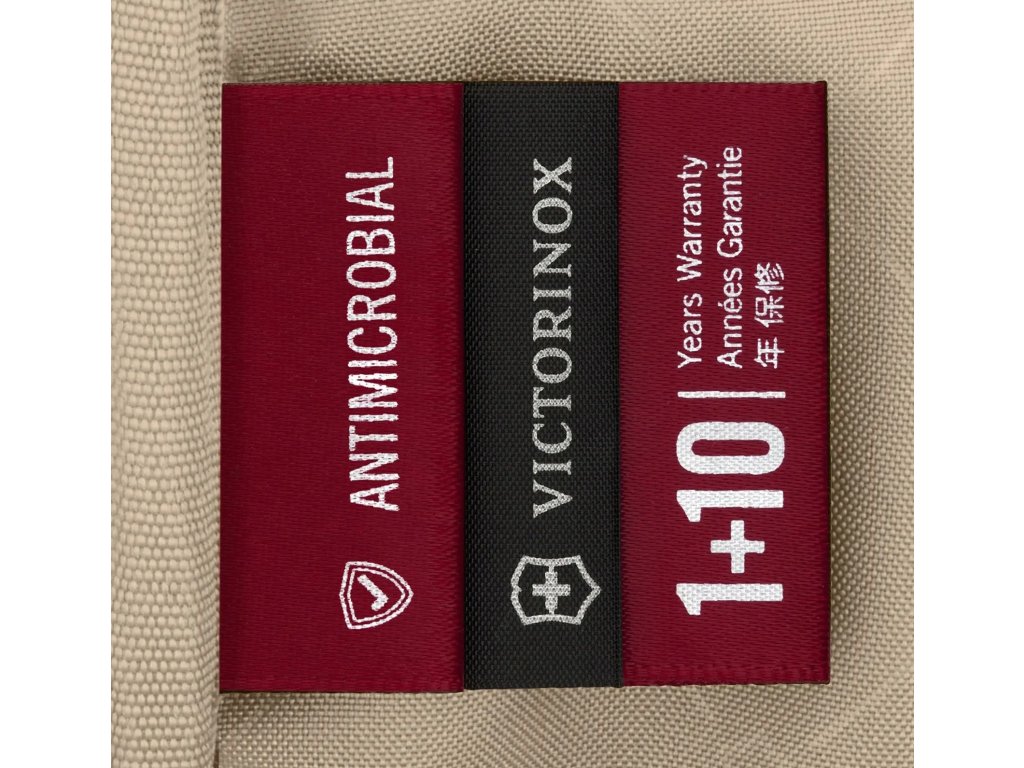 ANTIMICROBIAL
VICTORINOX
1+10
Years Warranty
Années Garantie
年 保修